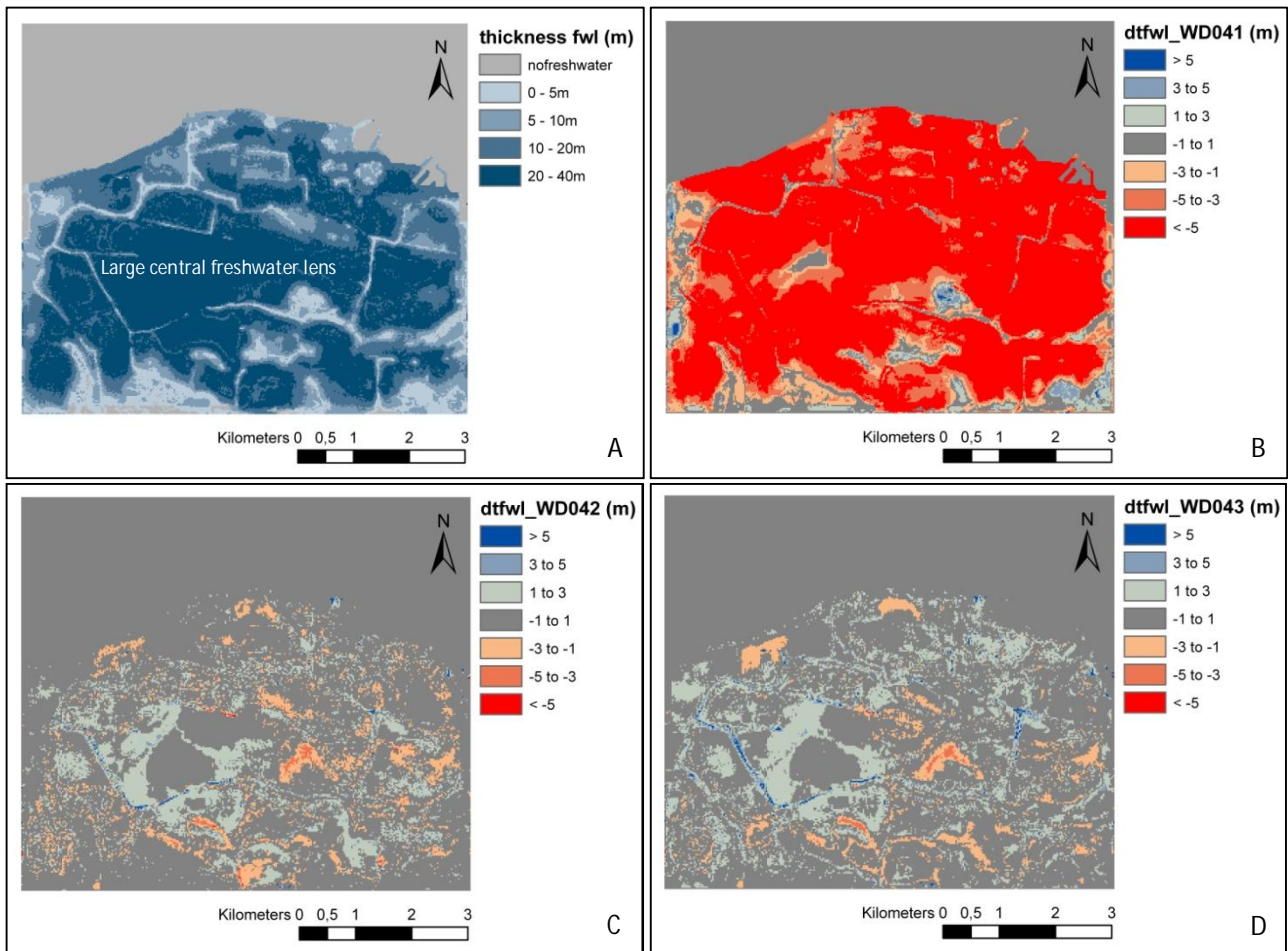 thickness fwl (m)
N
nofreshwater
0 - 5m
5 - 10m
10 - 20m
20 - 40m
Large central freshwater lens
Kilometers 0 0,5 1 2 3
A
dtfwl_WD041 (m)
N
> 5
3 to 5
1 to 3
-1 to 1
-3 to -1
-5 to -3
< -5
Kilometers 0 0,5 1 2 3
B
dtfwl_WD042 (m)
N
> 5
3 to 5
1 to 3
-1 to 1
-3 to -1
-5 to -3
< -5
Kilometers 0 0,5 1 2 3
C
dtfwl_WD043 (m)
N
> 5
3 to 5
1 to 3
-1 to 1
-3 to -1
-5 to -3
< -5
Kilometers 0 0,5 1 2 3
D